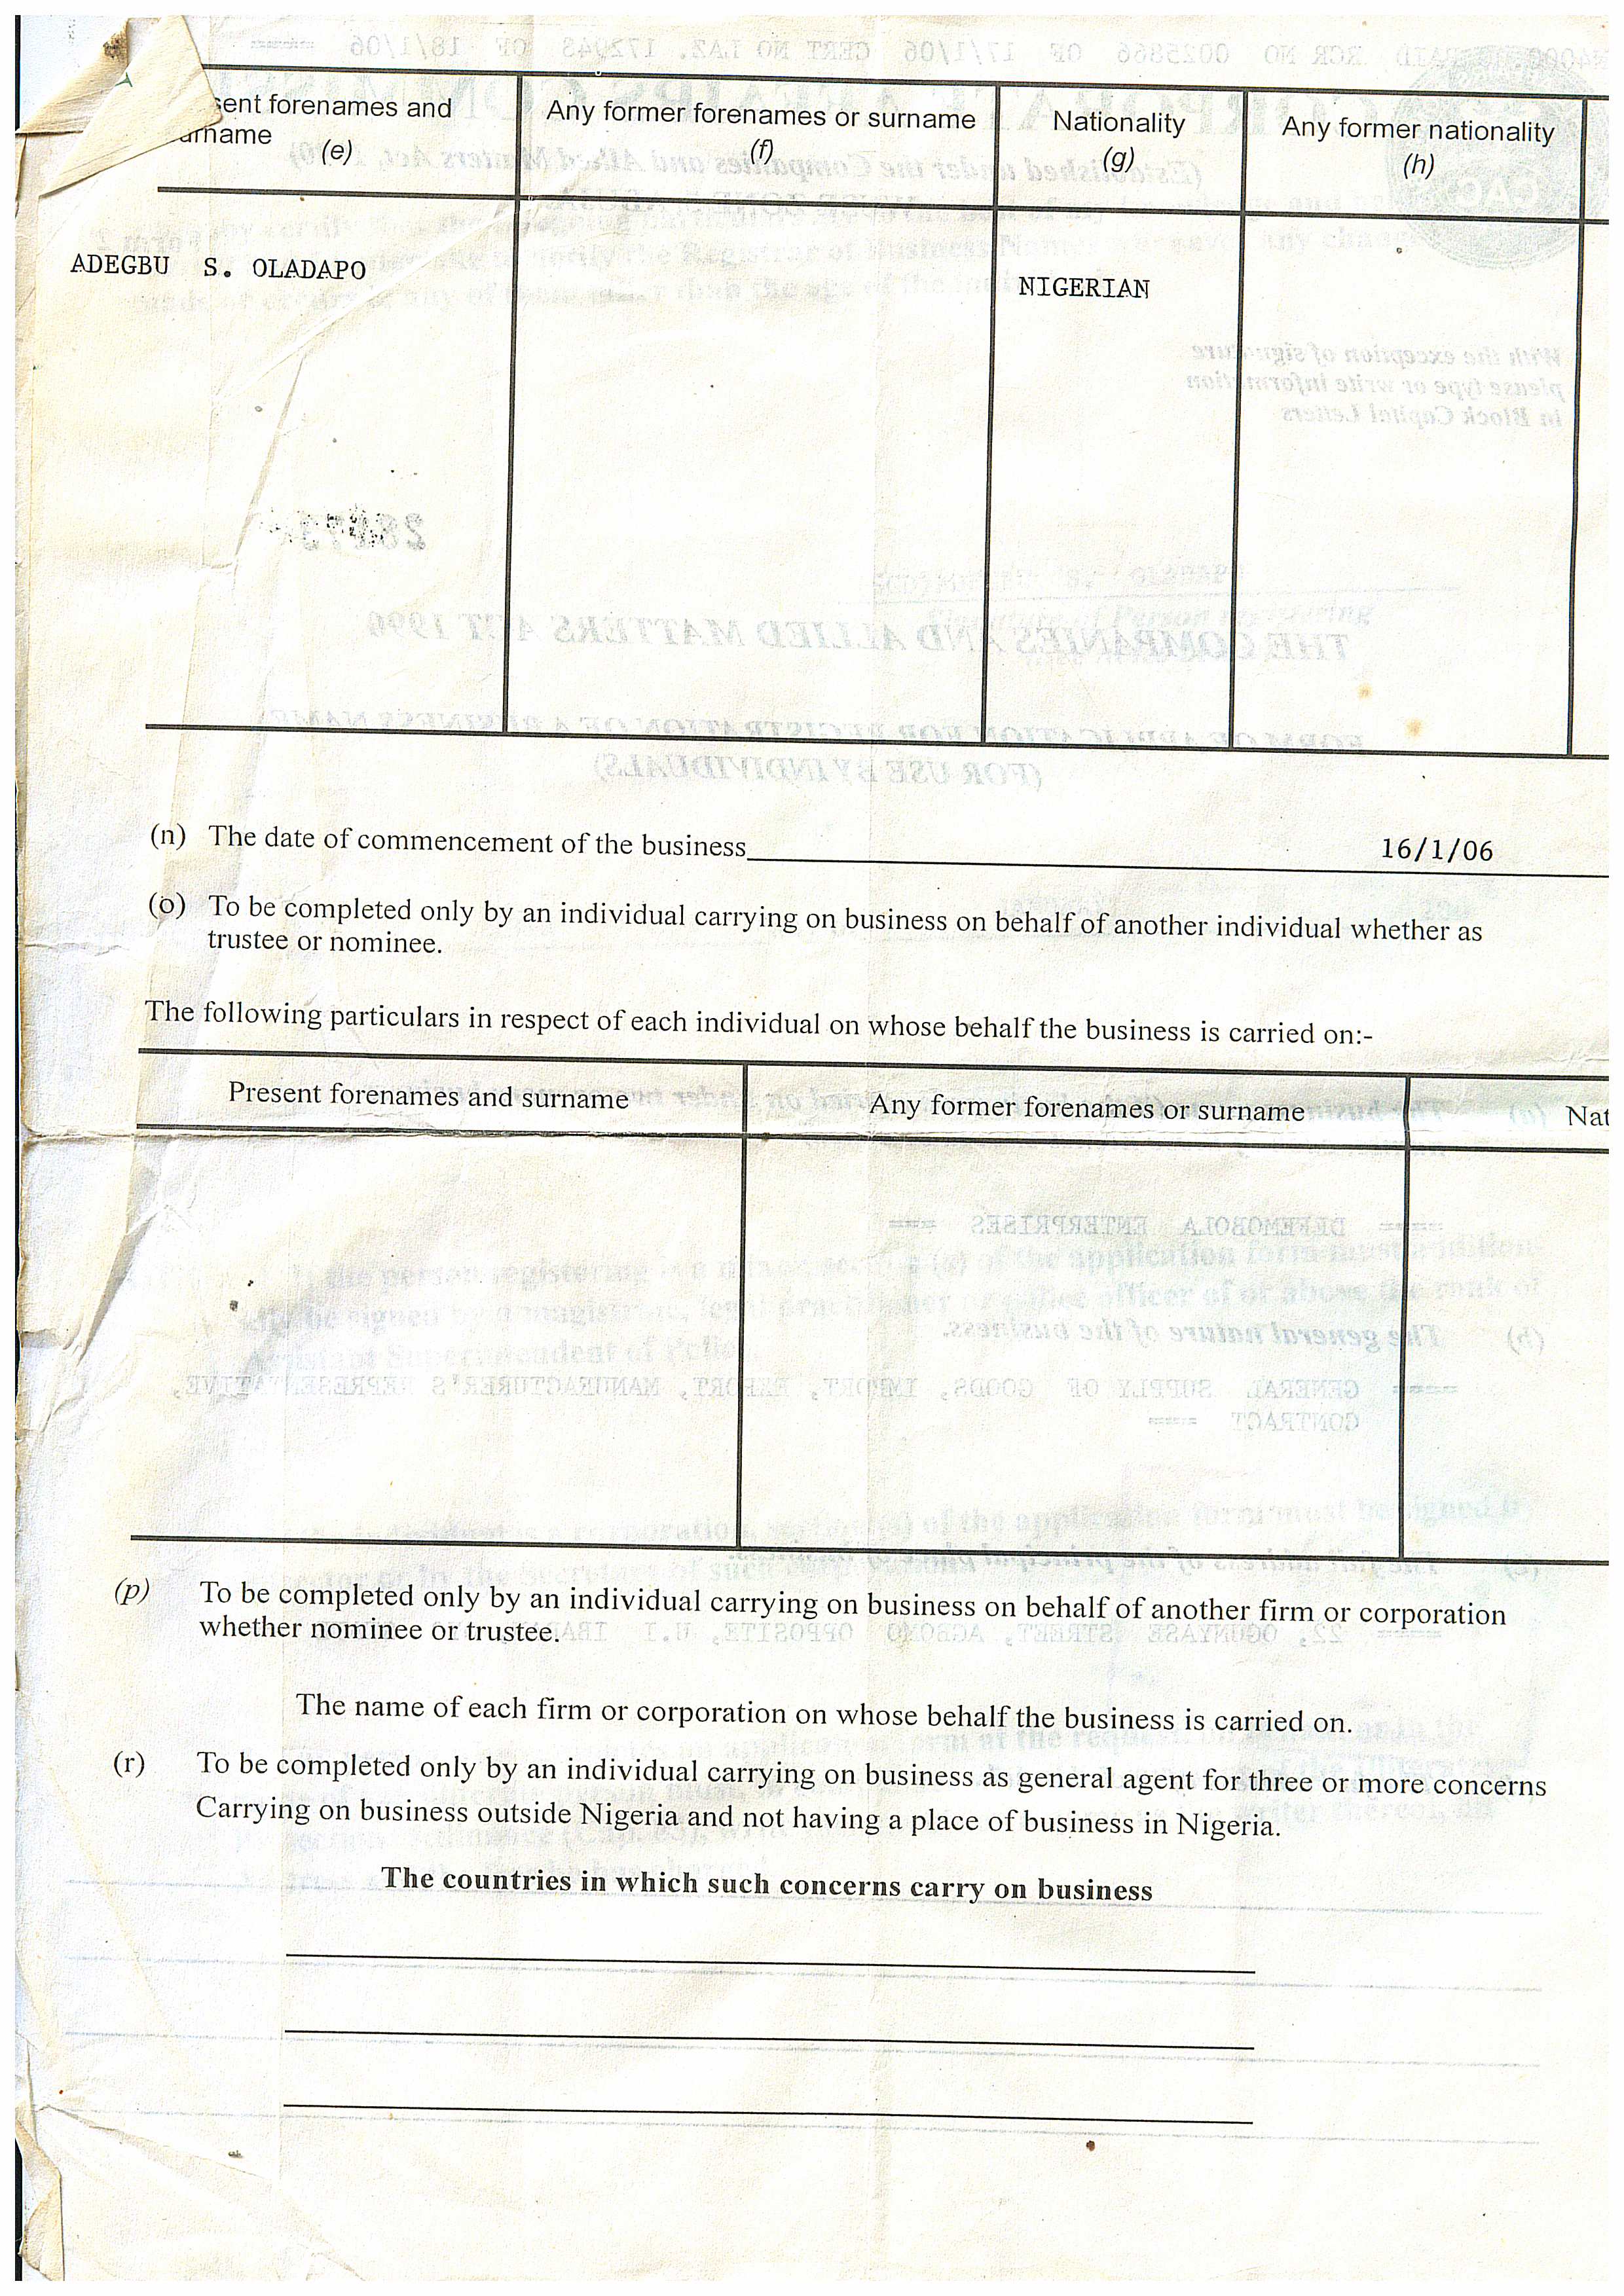 sent forenames and
(e)
Any former forenames or surname
(f)
Nationality
(g)
Any former nationality
(h)
ADEGBU S. OLADAPO
NIGERIAN
(n) The date of commencement of the business
16/1/06
(o) To be completed only by an individual carrying on business on behalf of another individual whether as
trustee or nominee.
The following particulars in respect of each individual on whose behalf the business is carried on:-
Present forenames and surname
Any former forenames or surname
Nat
(p) To be completed only by an individual carrying on business on behalf of another firm or corporation
whether nominee or trustee.
The name of each firm or corporation on whose behalf the business is carried on.
(r) To be completed only by an individual carrying on business as general agent for three or more concerns
Carrying on business outside Nigeria and not having a place of business in Nigeria.
The countries in which such concerns carry on business